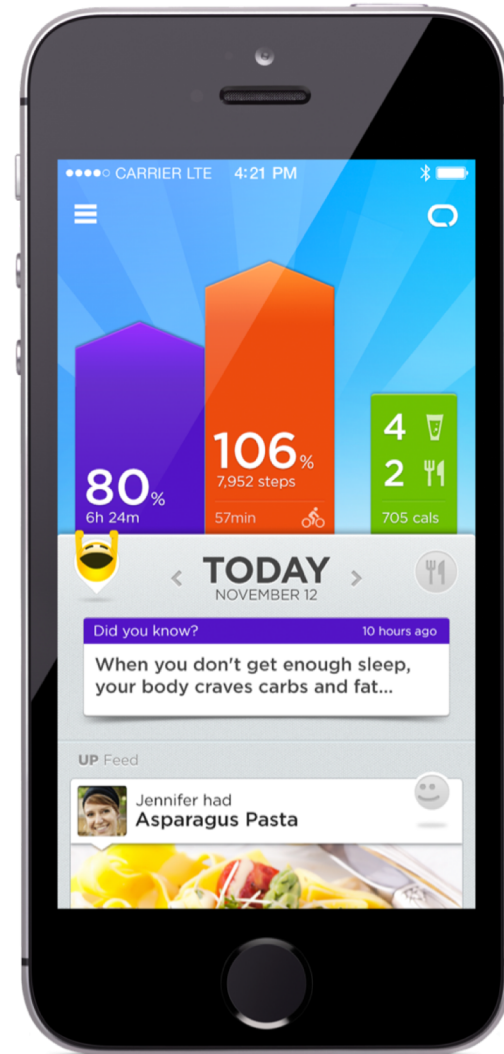 CARRIER LTE 4:21 PM
106%
7,952 steps
57min
80%
6h 24m
4
2
705 cals
TODAY
NOVEMBER 12
Did you know? 10 hours ago
When you don't get enough sleep,
your body craves carbs and fat...
UP Feed
Jennifer had
Asparagus Pasta